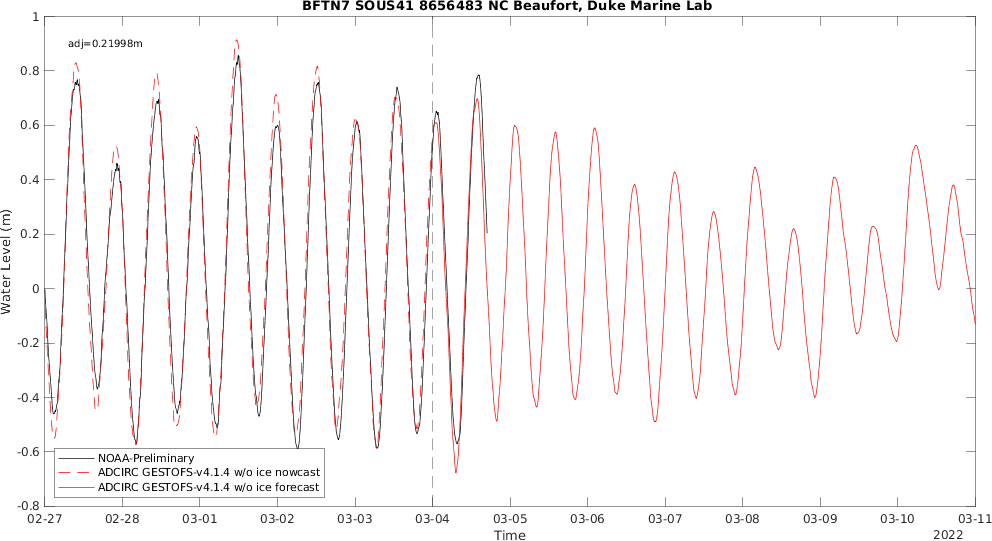 BFTN7 SOUS41 8656483 NC Beaufort, Duke Marine Lab
1
adj=0.21998m
0.8
0.6
0.4
0.2
0
-0.2
-0.4
-0.6
-0.8
Water Level (m)
NOAA-Preliminary
ADCIRC GESTOFS-v4.1.4 w/o ice nowcast
ADCIRC GESTOFS-v4.1.4 w/o ice forecast
02-27 02-28 03-01 03-02 03-03 03-04 03-05 03-06 03-07 03-08 03-09 03-10 03-11
Time
2022